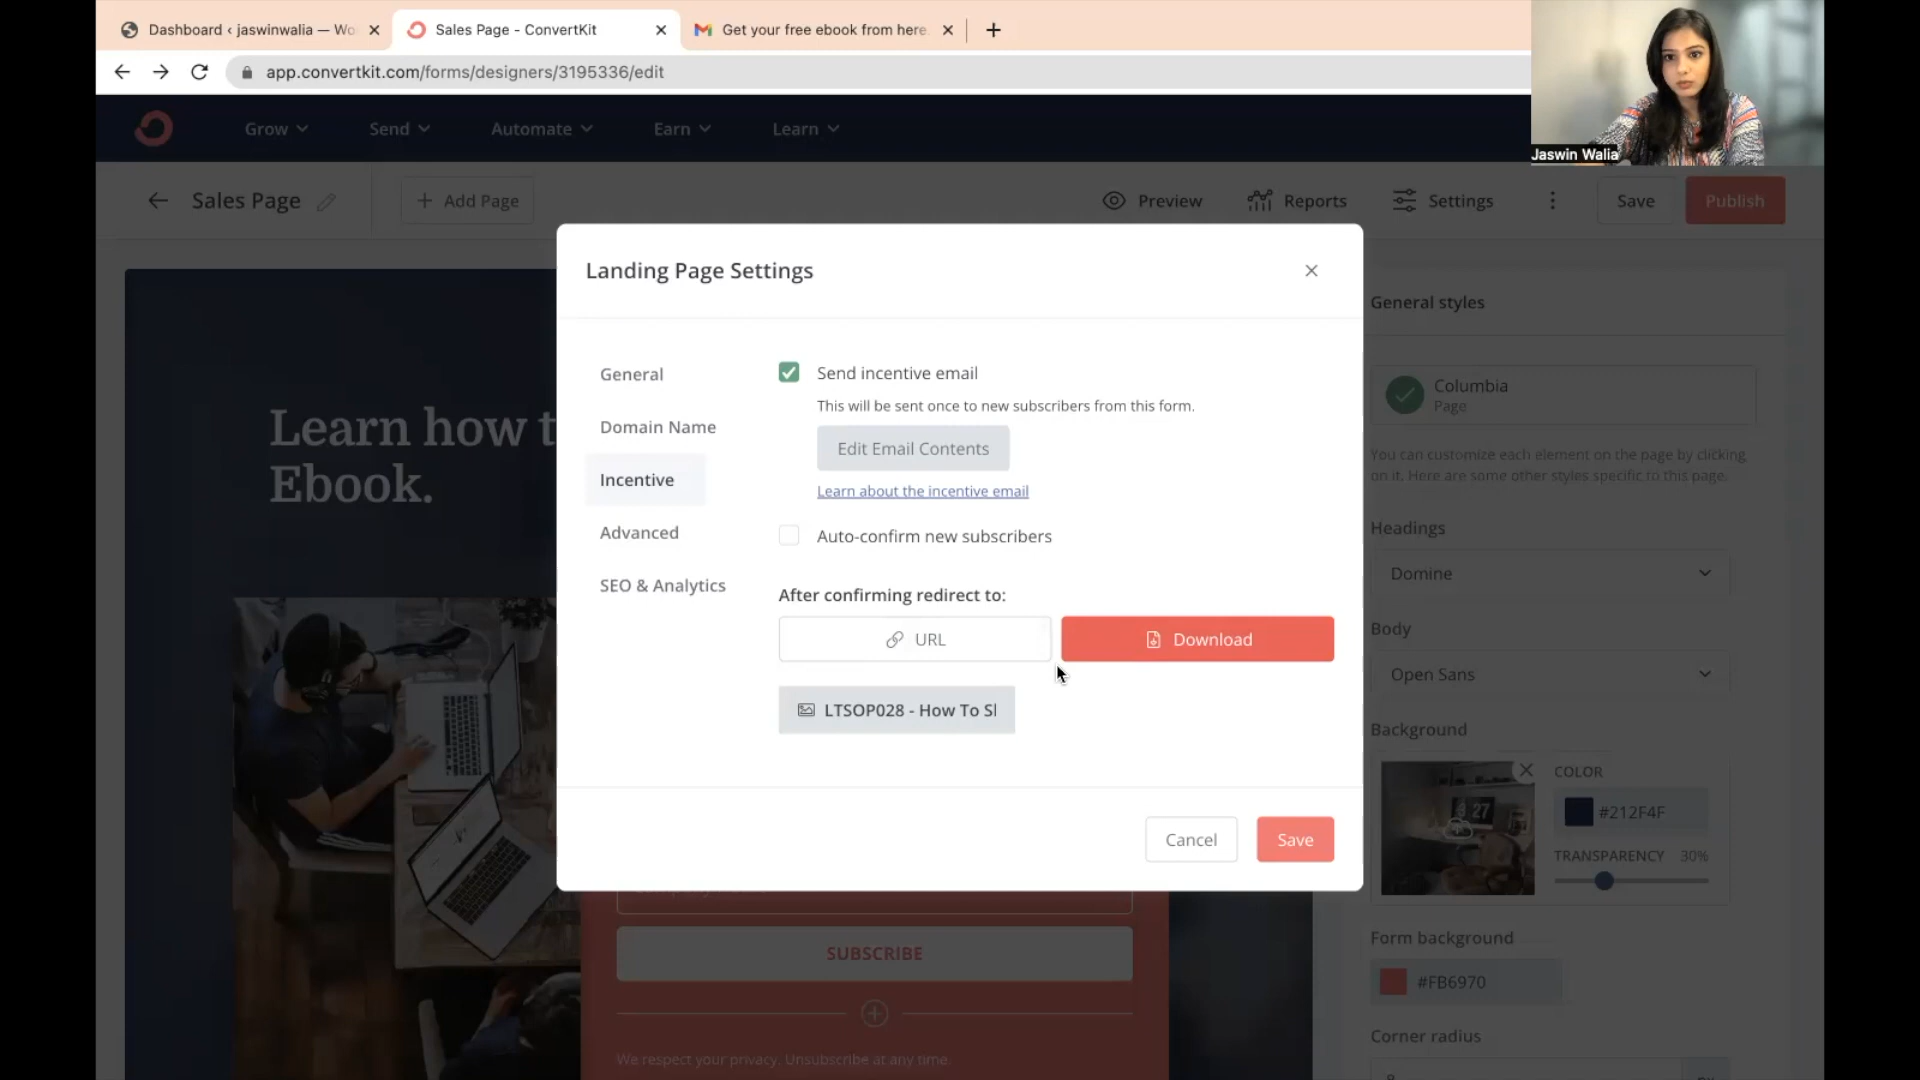 Dashboard ‹ jaswinwalia — Wo
Sales Page - ConvertKit
Get your free ebook from here.
app.convertkit.com/forms/designers/3195336/edit
Jaswin Walia
Grow
Send
Automate
Earn
Learn
Sales Page
Add Page
Preview
Reports
Settings
Save
Publish
Learn how t
Ebook.
Landing Page Settings
General
Domain Name
Incentive
Advanced
SEO & Analytics
Send incentive email
This will be sent once to new subscribers from this form.
Edit Email Contents
Learn about the incentive email
Auto-confirm new subscribers
After confirming redirect to:
URL
Download
LTSOP028 - How To Sl
Cancel
Save
SUBSCRIBE
We respect your privacy. Unsubscribe at any time.
General styles
Columbia
Page
You can customize each element on the page by clicking
on it. Here are some other styles specific to this page.
Headings
Domine
Body
Open Sans
Background
COLOR
#212F4F
TRANSPARENCY 30%
27
Form background
#FB6970
Corner radius